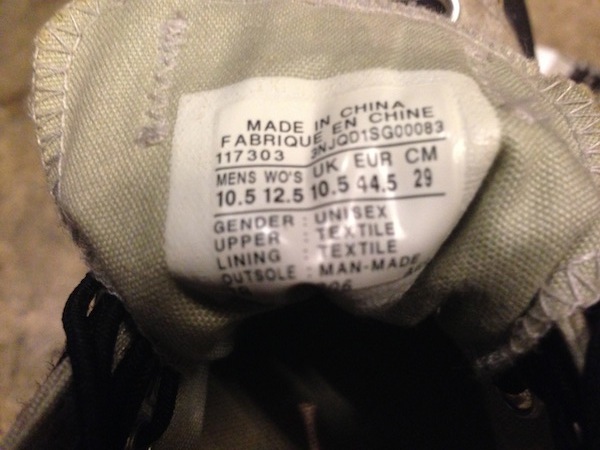 MADE IN CHINA
FABRIQUE EN CHINE
117303 3NJQD1SG00083
MENS WO'S UK EUR CM
10.5 12.5 10.5 44.5 29
GENDER : UNISEX
UPPER : TEXTILE
LINING : TEXTILE
OUTSOLE : MAN-MADE